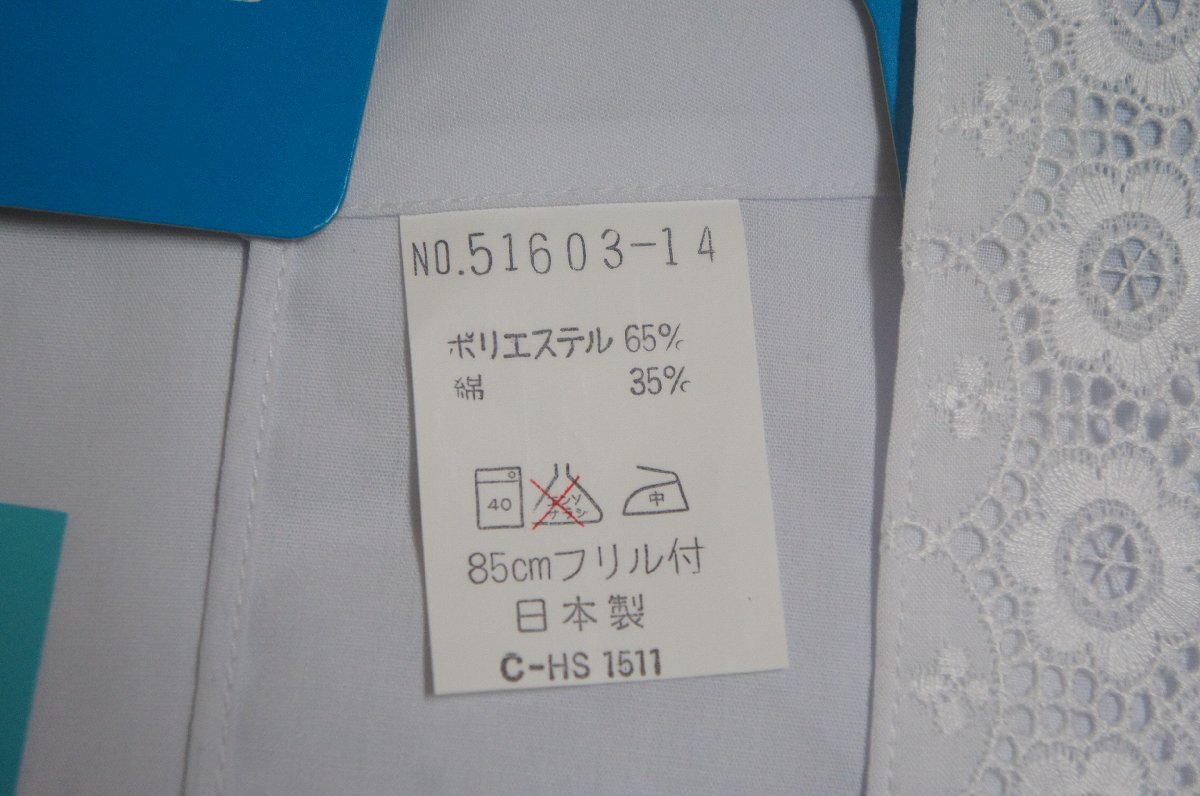 NO.51603-14
ポリエステル 65%
綿 35%
40 エンソ 中
サラシ
85cmフリル付
日本製
C-HS 1511